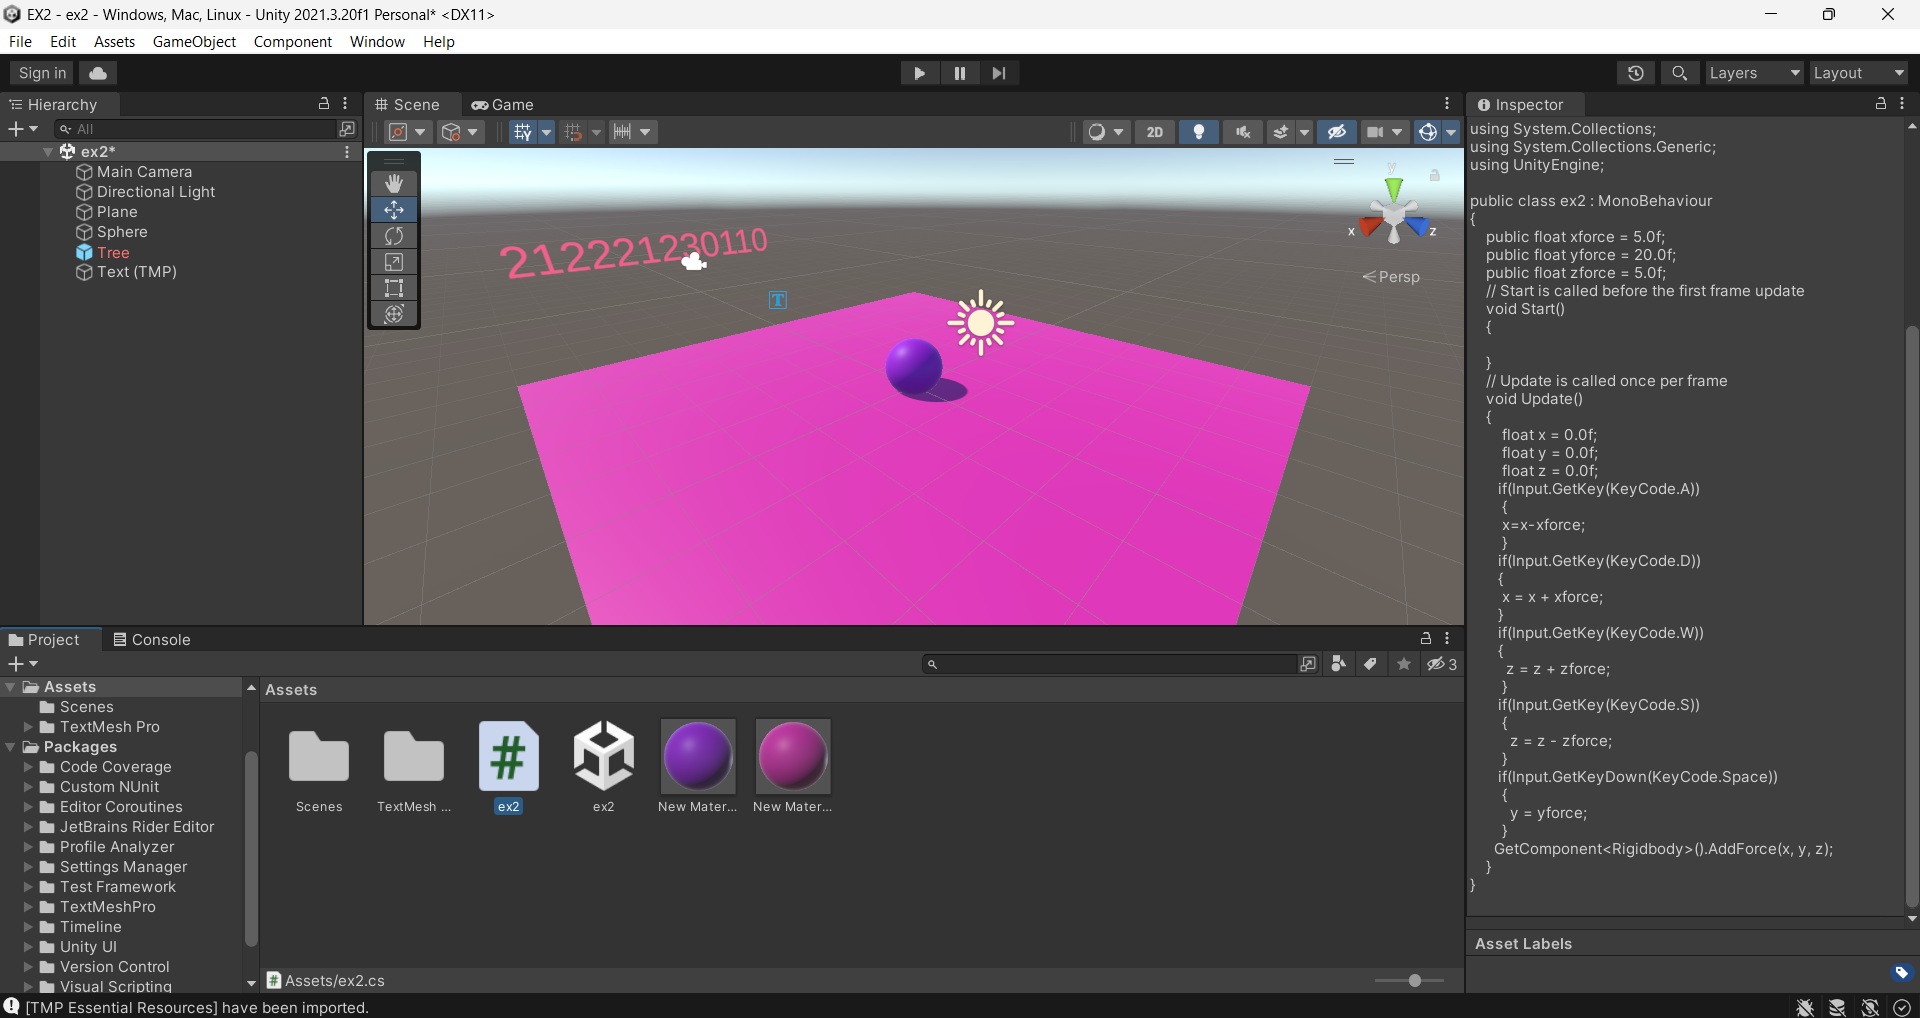 EX2 - ex2 - Windows, Mac, Linux - Unity 2021.3.20f1 Personal* <DX11>
File Edit Assets GameObject Component Window Help
Sign in
Layers
Layout
Hierarchy
All
ex2*
Main Camera
Directional Light
Plane
Sphere
Tree
Text (TMP)
Scene
Game
2D
212221230110
T
y
x
z
<Persp
Inspector
using System.Collections;
using System.Collections.Generic;
using UnityEngine;
public class ex2 : MonoBehaviour
{
public float xforce = 5.0f;
public float yforce = 20.0f;
public float zforce = 5.0f;
// Start is called before the first frame update
void Start()
{
}
// Update is called once per frame
void Update()
{
float x = 0.0f;
float y = 0.0f;
float z = 0.0f;
if(Input.GetKey(KeyCode.A))
{
x=x-xforce;
}
if(Input.GetKey(KeyCode.D))
{
x = x + xforce;
}
if(Input.GetKey(KeyCode.W))
{
z = z + zforce;
}
if(Input.GetKey(KeyCode.S))
{
z = z - zforce;
}
if(Input.GetKeyDown(KeyCode.Space))
{
y = yforce;
}
GetComponent<Rigidbody>().AddForce(x, y, z);
}
}
Asset Labels
Project
Console
3
Assets
Scenes
TextMesh Pro
Packages
Code Coverage
Custom NUnit
Editor Coroutines
JetBrains Rider Editor
Profile Analyzer
Settings Manager
Test Framework
TextMeshPro
Timeline
Unity UI
Version Control
Visual Scripting
Assets
Scenes
TextMesh ...
ex2
ex2
New Mater...
New Mater...
Assets/ex2.cs
[TMP Essential Resources] have been imported.